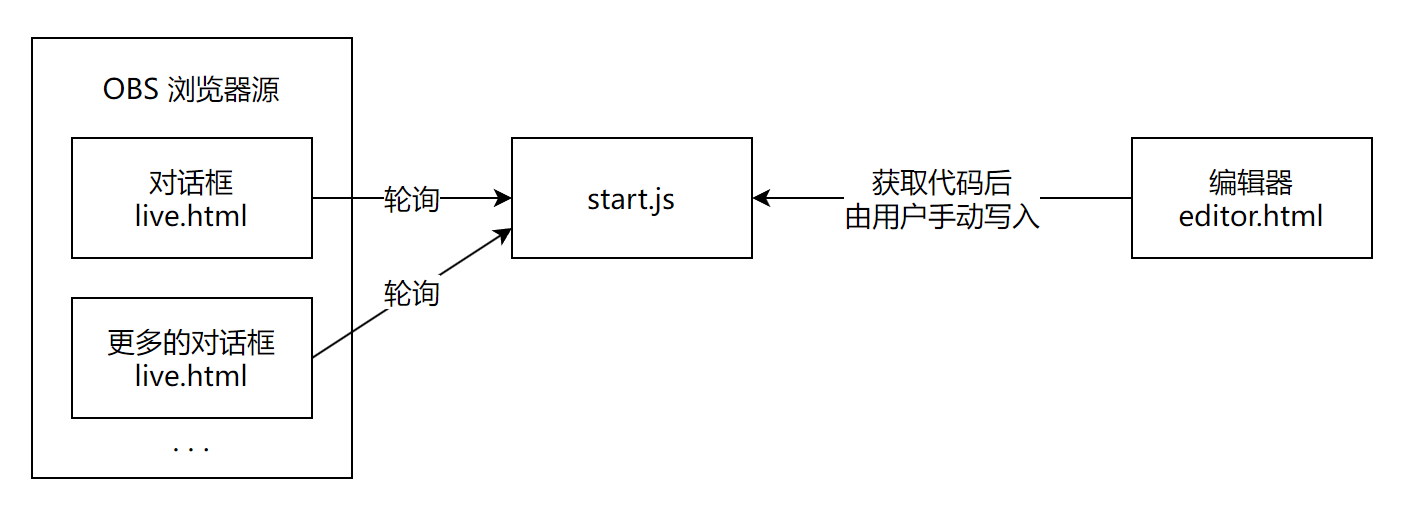 OBS 浏览器源
对话框
live.html
轮询
start.js
获取代码后
由用户手动写入
编辑器
editor.html
轮询
更多的对话框
live.html
. . .